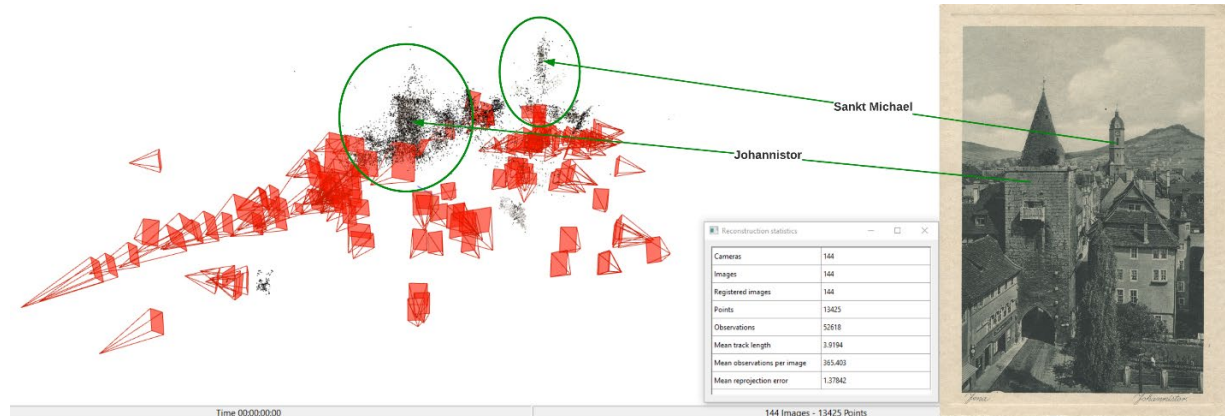 Sankt Michael
Johannistor
Reconstruction statistics
Cameras 144
Images 144
Registered images 144
Points 13425
Observations 52618
Mean track length 3.9194
Mean observations per image 365.403
Mean reprojection error 1.37842
Time 00:00:00:00
144 Images - 13425 Points
Jena
Johannistor